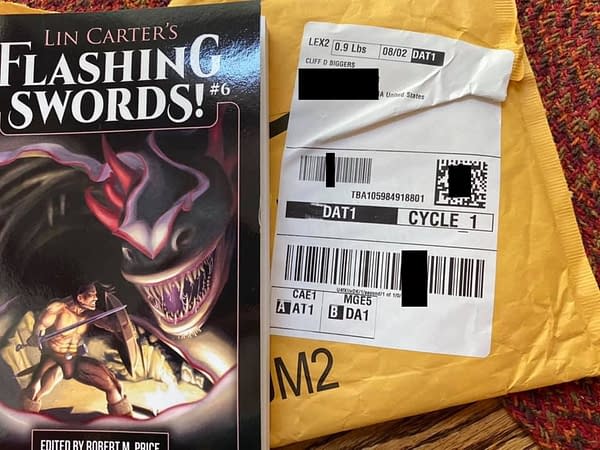 LIN CARTER'S
FLASHING
SWORDS! #6
EDITED BY ROBERT M. PRICE
LEX2 0.9 Lbs 08/02 DAT1
CLIFF D BIGGERS
A United States
TBA105984918801
DAT1 CYCLE 1
CAE1 MGE5
A AT1 B DA1
JM2